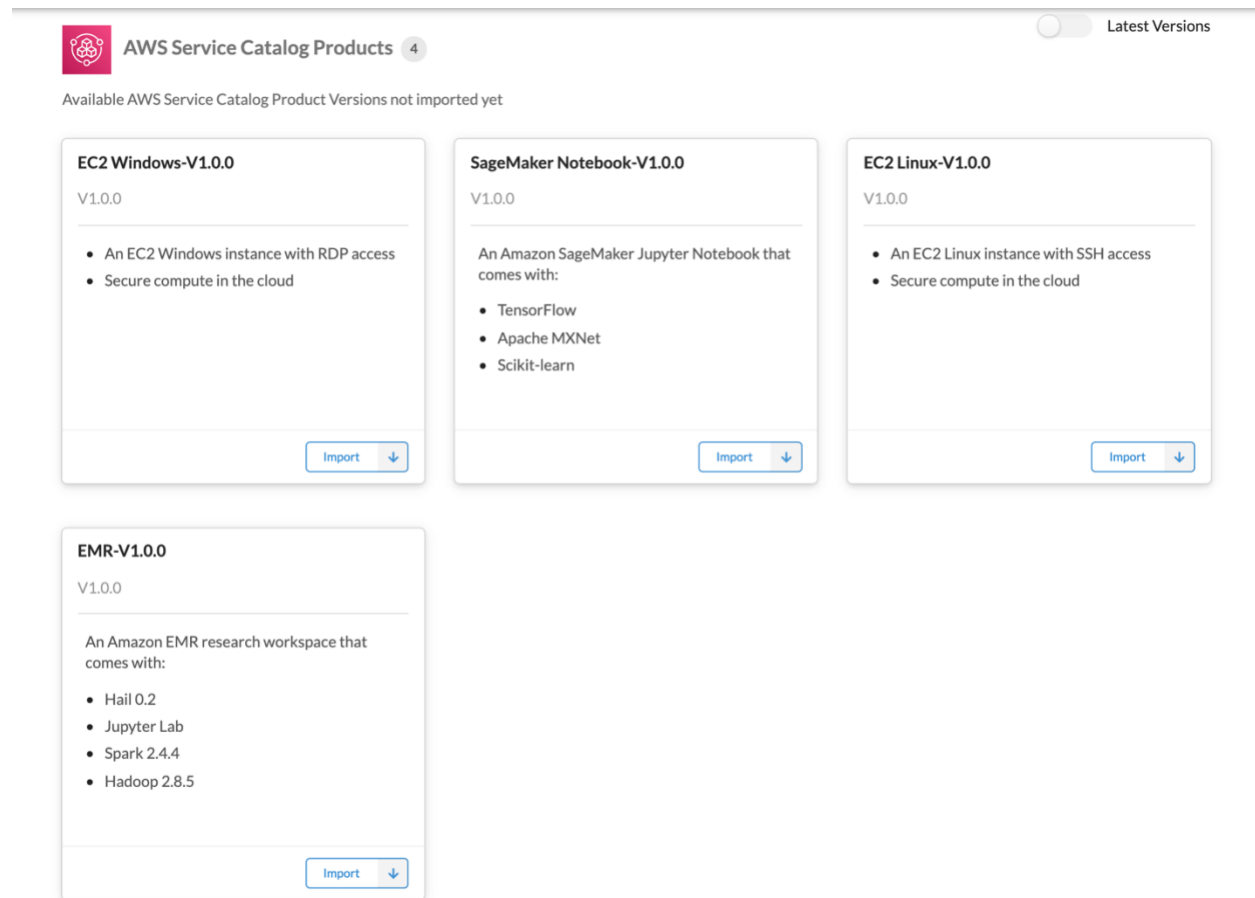 AWS Service Catalog Products 4
Latest Versions
Available AWS Service Catalog Product Versions not imported yet
EC2 Windows-V1.0.0
V1.0.0
• An EC2 Windows instance with RDP access
• Secure compute in the cloud
Import
SageMaker Notebook-V1.0.0
V1.0.0
An Amazon SageMaker Jupyter Notebook that
comes with:
• TensorFlow
• Apache MXNet
• Scikit-learn
Import
EC2 Linux-V1.0.0
V1.0.0
• An EC2 Linux instance with SSH access
• Secure compute in the cloud
Import
EMR-V1.0.0
V1.0.0
An Amazon EMR research workspace that
comes with:
• Hail 0.2
• Jupyter Lab
• Spark 2.4.4
• Hadoop 2.8.5
Import